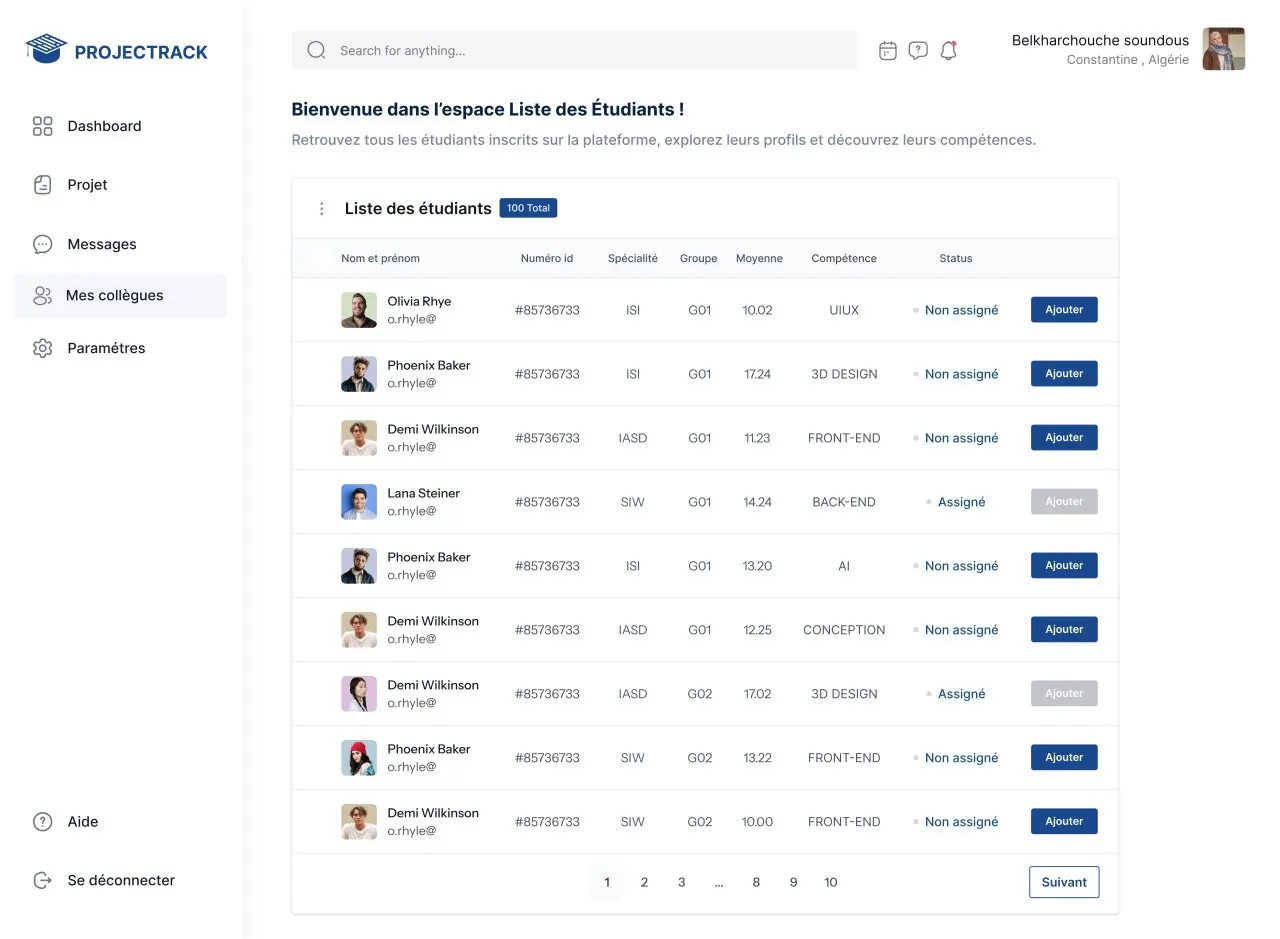 PROJECTRACK
Search for anything...
?
Belkharchouche soundous
Constantine , Algérie
Dashboard
Projet
Messages
Mes collègues
Paramétres
Aide
Se déconnecter
Bienvenue dans l’espace Liste des Étudiants !
Retrouvez tous les étudiants inscrits sur la plateforme, explorez leurs profils et découvrez leurs compétences.
Liste des étudiants 100 Total
Nom et prénom Numéro id Spécialité Groupe Moyenne Compétence Status
Olivia Rhye
o.rhyle@
#85736733 ISI G01 10.02 UIUX Non assigné Ajouter
Phoenix Baker
o.rhyle@
#85736733 ISI G01 17.24 3D DESIGN Non assigné Ajouter
Demi Wilkinson
o.rhyle@
#85736733 IASD G01 11.23 FRONT-END Non assigné Ajouter
Lana Steiner
o.rhyle@
#85736733 SIW G01 14.24 BACK-END Assigné Ajouter
Phoenix Baker
o.rhyle@
#85736733 ISI G01 13.20 AI Non assigné Ajouter
Demi Wilkinson
o.rhyle@
#85736733 IASD G01 12.25 CONCEPTION Non assigné Ajouter
Demi Wilkinson
o.rhyle@
#85736733 IASD G02 17.02 3D DESIGN Assigné Ajouter
Phoenix Baker
o.rhyle@
#85736733 SIW G02 13.22 FRONT-END Non assigné Ajouter
Demi Wilkinson
o.rhyle@
#85736733 SIW G02 10.00 FRONT-END Non assigné Ajouter
1 2 3 ... 8 9 10 Suivant